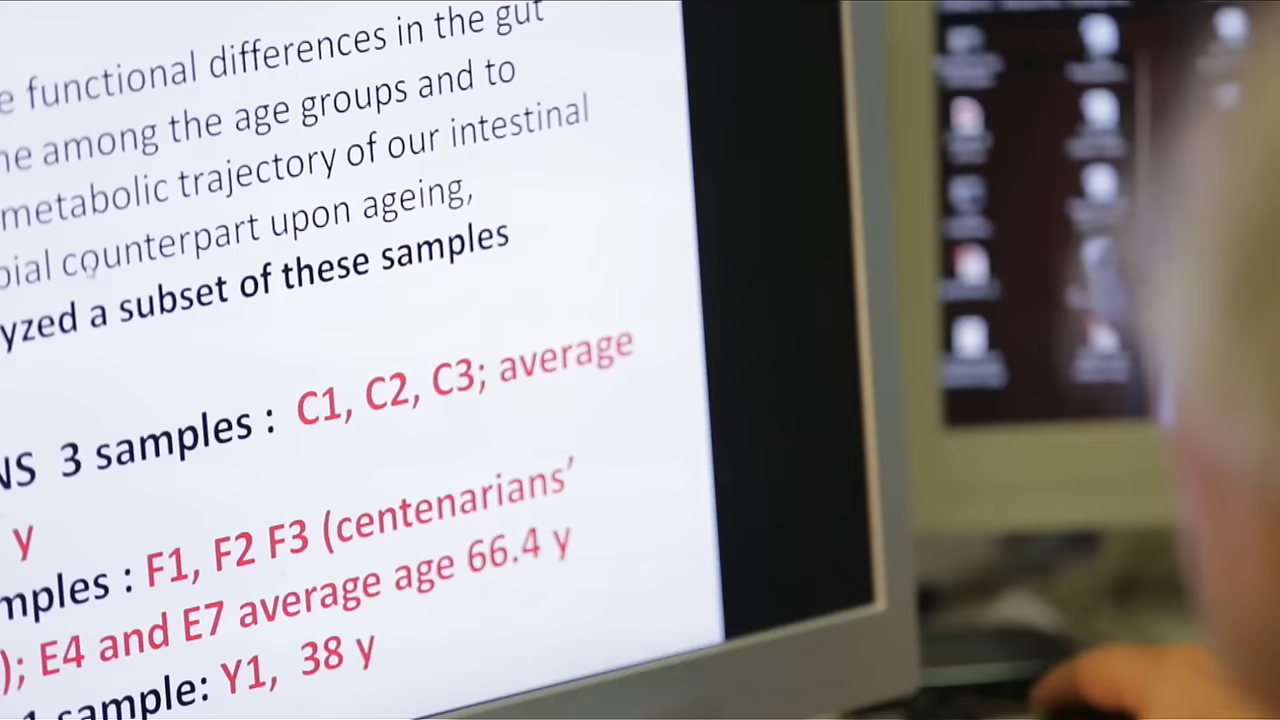 e functional differences in the gut
ne among the age groups and to
metabolic trajectory of our intestinal
bial counterpart upon ageing,
yzed a subset of these samples
NS 3 samples : C1, C2, C3; average
y
mples : F1, F2 F3 (centenarians’
); E4 and E7 average age 66.4 y
1 sample: Y1, 38 y